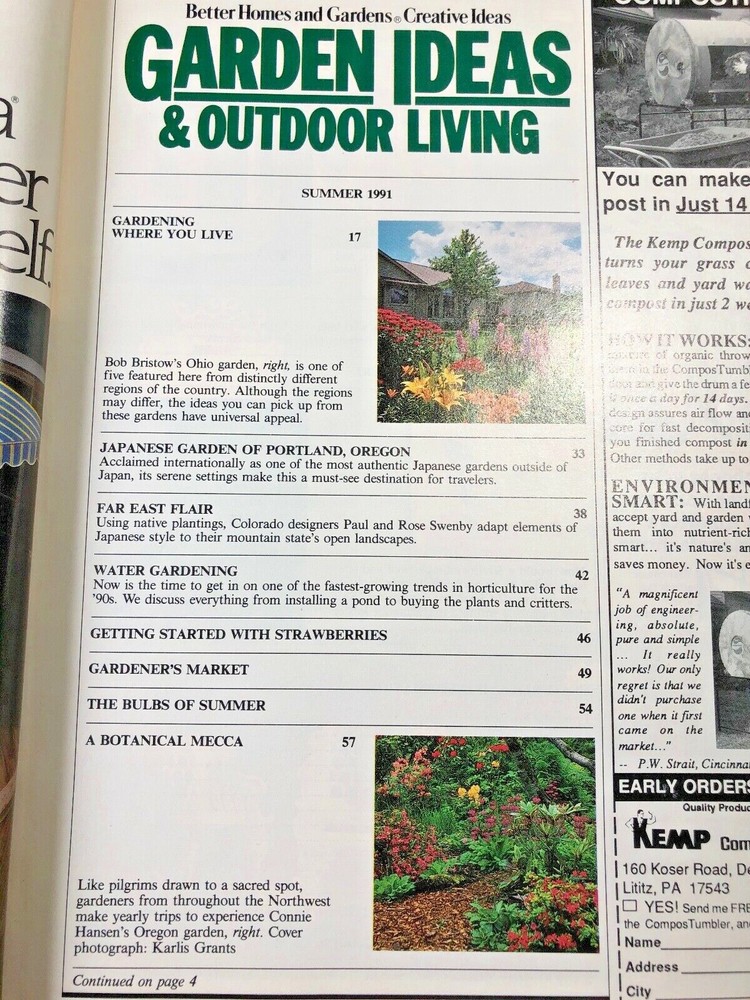 a®
er
elf.
Better Homes and Gardens® Creative Ideas
GARDEN IDEAS
& OUTDOOR LIVING
SUMMER 1991
GARDENING
WHERE YOU LIVE 17
Bob Bristow's Ohio garden, right, is one of
five featured here from distinctly different
regions of the country. Although the regions
may differ, the ideas you can pick up from
these gardens have universal appeal.
JAPANESE GARDEN OF PORTLAND, OREGON 33
Acclaimed internationally as one of the most authentic Japanese gardens outside of
Japan, its serene settings make this a must-see destination for travelers.
FAR EAST FLAIR 38
Using native plantings, Colorado designers Paul and Rose Swenby adapt elements of
Japanese style to their mountain state's open landscapes.
WATER GARDENING 42
Now is the time to get in on one of the fastest-growing trends in horticulture for the
'90s. We discuss everything from installing a pond to buying the plants and critters.
GETTING STARTED WITH STRAWBERRIES 46
GARDENER'S MARKET 49
THE BULBS OF SUMMER 54
A BOTANICAL MECCA 57
Like pilgrims drawn to a sacred spot,
gardeners from throughout the Northwest
make yearly trips to experience Connie
Hansen's Oregon garden, right. Cover
photograph: Karlis Grants
Continued on page 4
You can make
post in Just 14
The Kemp Compos
turns your grass
leaves and yard
compost in just 2
HOW IT WORKS:
of organic throw
in the ComposTumbl
door and give the drum a fe
once a day for 14 days.
design assures air flow and
core for fast decomposit
you finished compost in
Other methods take up to
ENVIRONMEN
SMART: With landf
accept yard and garden
them into nutrient-rich
smart... it's nature's
saves money. Now it's
"A magnificent
job of engineer-
ing, absolute,
pure and simple
... It really
works! Our only
regret is that we
didn't purchase
one when it first
came on the
market..."
-- P.W. Strait, Cincinna
EARLY ORDERS
Quality Produc
KEMP Com
160 Koser Road, De
Lititz, PA 17543
YES! Send me FRE
the ComposTumbler, an
Name
Address
City